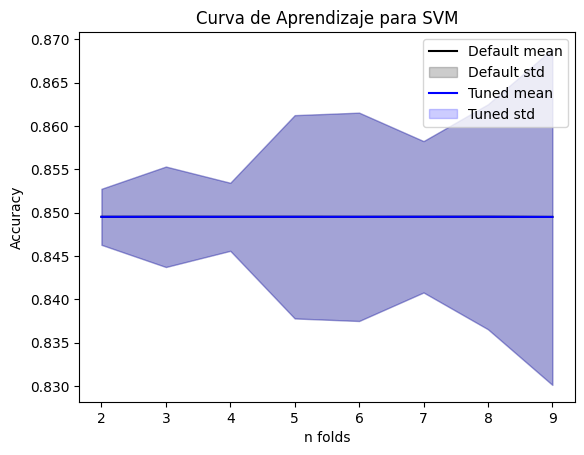 Curva de Aprendizaje para SVM
0.870
0.865
0.860
0.855
0.850
0.845
0.840
0.835
0.830
Accuracy
Default mean
Default std
Tuned mean
Tuned std
2 3 4 5 6 7 8 9
n folds